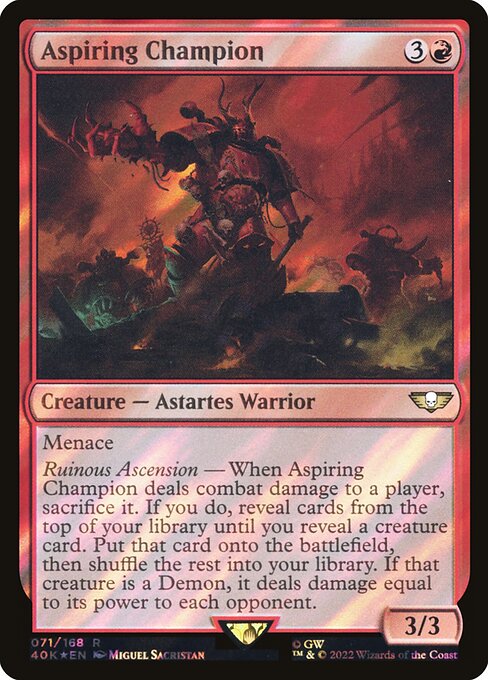 Aspiring Champion 3
Creature — Astartes Warrior
Menace
Ruinous Ascension — When Aspiring
Champion deals combat damage to a player,
sacrifice it. If you do, reveal cards from the
top of your library until you reveal a creature
card. Put that card onto the battlefield,
then shuffle the rest into your library. If that
creature is a Demon, it deals damage equal
to its power to each opponent.
3/3
071/168 R
40K★EN Miguel Sacristan
© GW
™ & © 2022 Wizards of the Coast